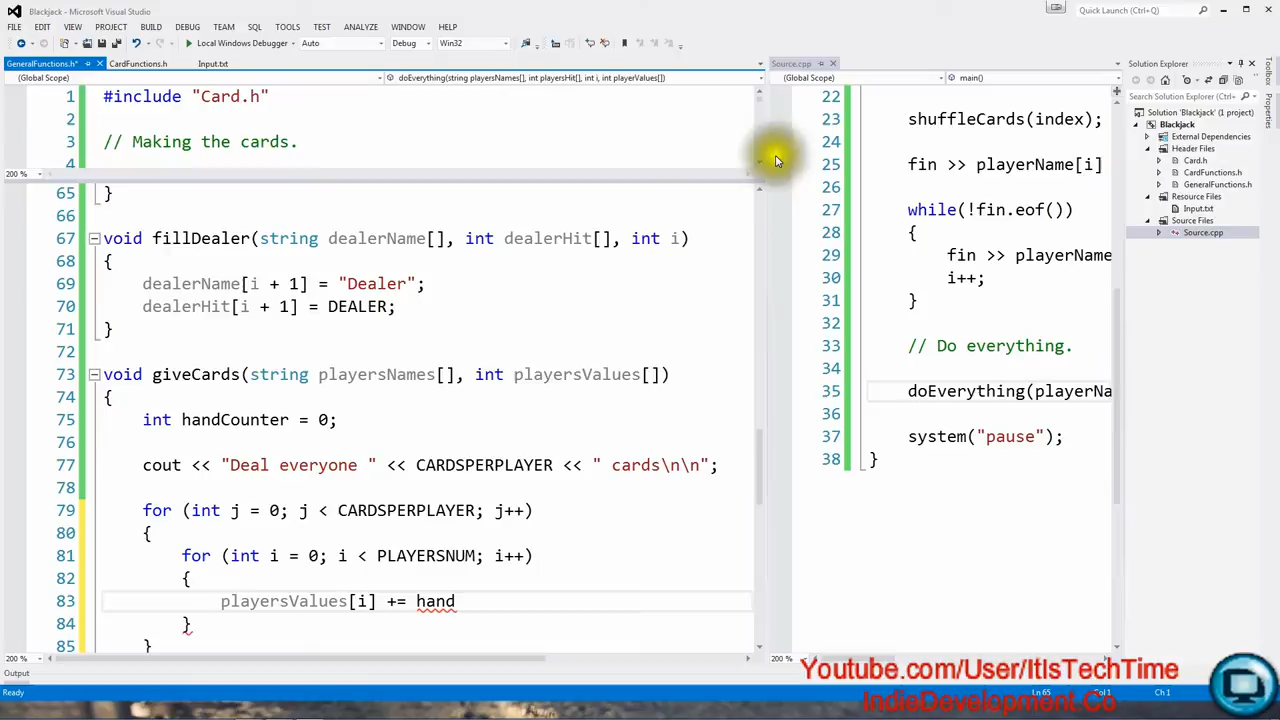 Blackjack - Microsoft Visual Studio
Quick Launch (Ctrl+Q)
FILE EDIT VIEW PROJECT BUILD DEBUG TEAM SQL TOOLS TEST ANALYZE WINDOW HELP
Local Windows Debugger Auto Debug Win32
GeneralFunctions.h* CardFunctions.h Input.txt
(Global Scope) doEverything(string playersNames[], int playersHit[], int i, int playerValues[])
1 #include "Card.h"
2
3 // Making the cards.
4
200 %
65 }
66
67 void fillDealer(string dealerName[], int dealerHit[], int i)
68 {
69 dealerName[i + 1] = "Dealer";
70 dealerHit[i + 1] = DEALER;
71 }
72
73 void giveCards(string playersNames[], int playersValues[])
74 {
75 int handCounter = 0;
76
77 cout << "Deal everyone " << CARDSPERPLAYER << " cards\n\n";
78
79 for (int j = 0; j < CARDSPERPLAYER; j++)
80 {
81 for (int i = 0; i < PLAYERSNUM; i++)
82 {
83 playersValues[i] += hand
84 }
85 }
200 %
Source.cpp
(Global Scope) main()
22
23 shuffleCards(index);
24
25 fin >> playerName[i]
26
27 while(!fin.eof())
28 {
29 fin >> playerName
30 i++;
31 }
32
33 // Do everything.
34
35 doEverything(playerNa
36
37 system("pause");
38 }
200 %
Solution Explorer
Search Solution Explorer (Ctrl+
Solution 'Blackjack' (1 project)
Blackjack
External Dependencies
Header Files
Card.h
CardFunctions.h
GeneralFunctions.h
Resource Files
Input.txt
Source Files
Source.cpp
Toolbox
Properties
Output
Ready Ln 65 Col 1 Ch 1
Youtube.com/User/ItIsTechTime
IndieDevelopment.Co